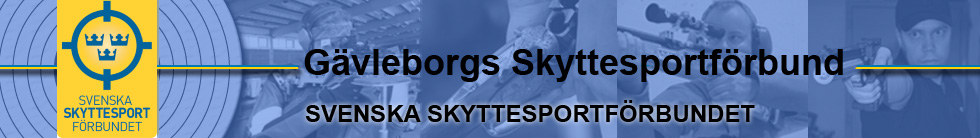 SVENSKA
SKYTTESPORT
FÖRBUNDET
Gävleborgs Skyttesportförbund
SVENSKA SKYTTESPORTFÖRBUNDET